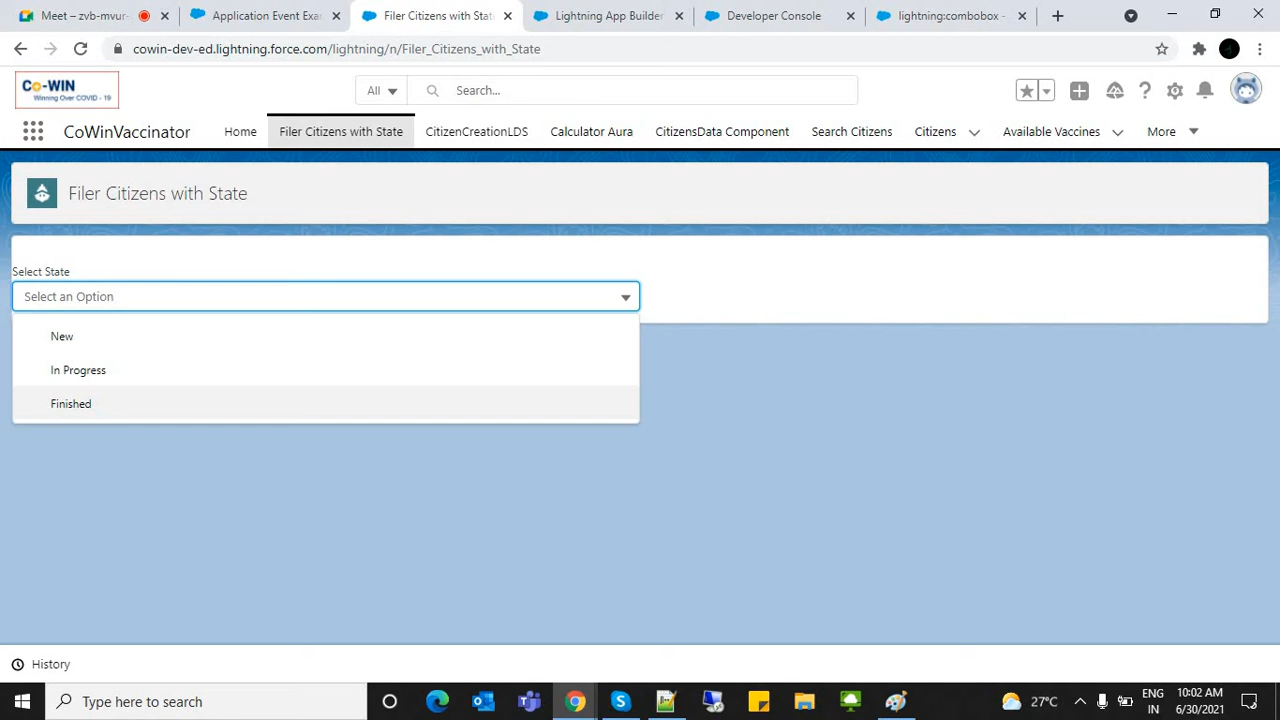 Meet – zvb-mvur-
Application Event Exa
Filer Citizens with Stat
Lightning App Builder
Developer Console
lightning:combobox -
cowin-dev-ed.lightning.force.com/lightning/n/Filer_Citizens_with_State
Co-WIN
Winning Over COVID - 19
All
Search...
CoWinVaccinator
Home
Filer Citizens with State
CitizenCreationLDS
Calculator Aura
CitizensData Component
Search Citizens
Citizens
Available Vaccines
More
Filer Citizens with State
Select State
Select an Option
New
In Progress
Finished
History
Type here to search
27°C
ENG
IN
10:02 AM
6/30/2021